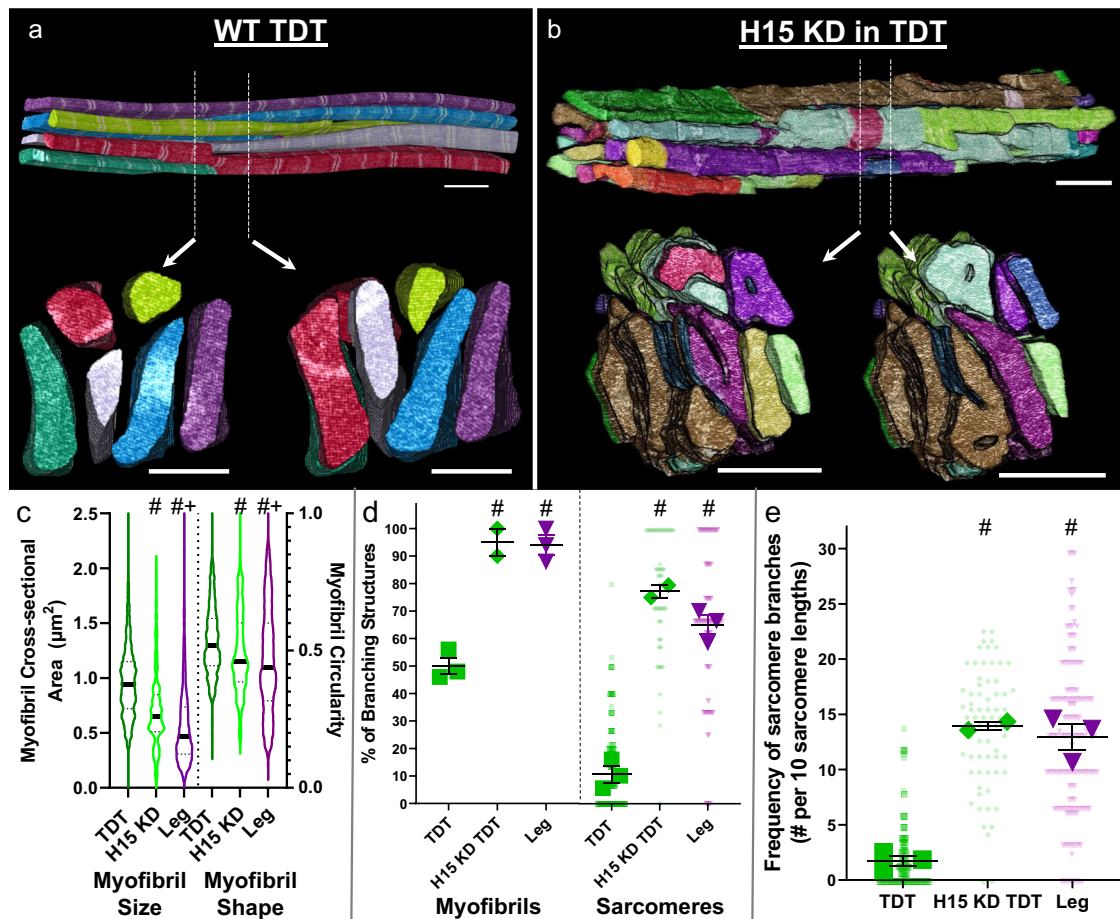 a
WT TDT
b
H15 KD in TDT
c
# #+ # #+
Myofibril Cross-sectional
Area (µm²)
2.5
2.0
1.5
1.0
0.5
0.0
1.0
0.5
0.0
Myofibril Circularity
TDT
H15 KD
Leg
TDT
H15 KD
Leg
Myofibril
Size
Myofibril
Shape
d
# # # #
% of Branching Structures
100
90
80
70
60
50
40
30
20
10
0
TDT
H15 KD TDT
Leg
TDT
H15 KD TDT
Leg
Myofibrils
Sarcomeres
e
# #
Frequency of sarcomere branches
(# per 10 sarcomere lengths)
30
25
20
15
10
5
0
TDT
H15 KD TDT
Leg